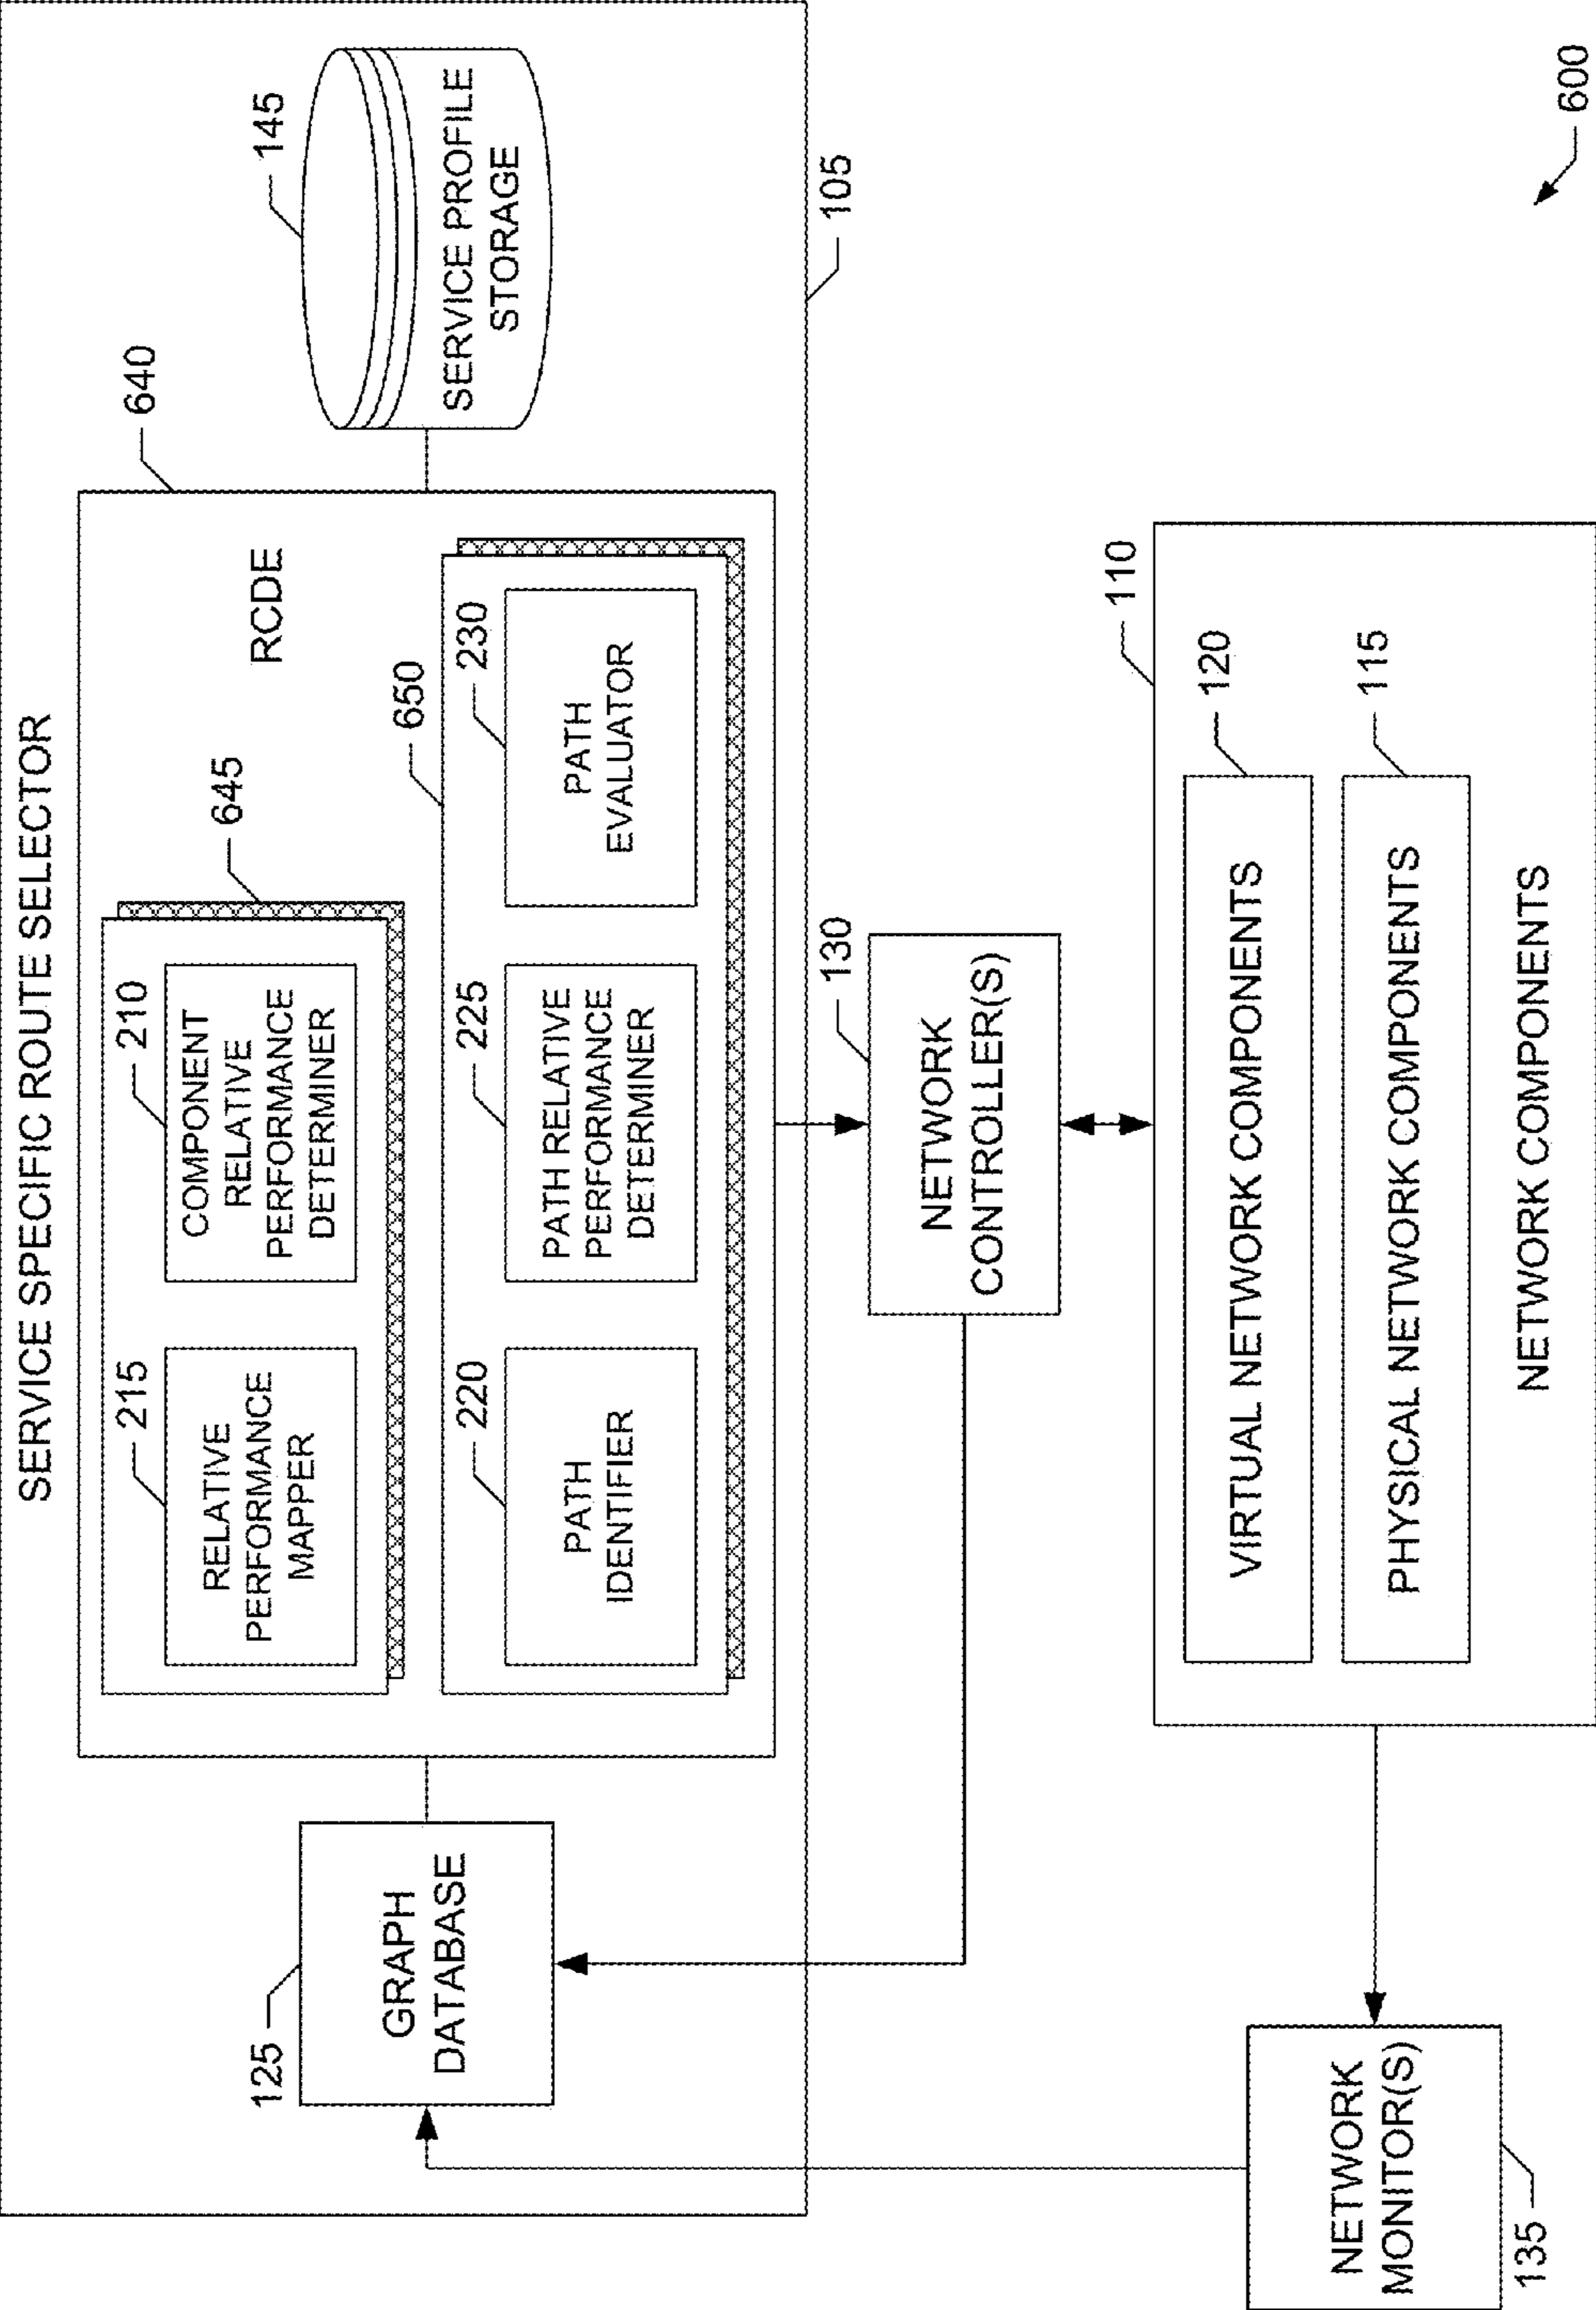 SERVICE SPECIFIC ROUTE SELECTOR
640
RCDE
645
215
RELATIVE
PERFORMANCE
MAPPER
210
COMPONENT
RELATIVE
PERFORMANCE
DETERMINER
650
220
PATH
IDENTIFIER
225
PATH RELATIVE
PERFORMANCE
DETERMINER
230
PATH
EVALUATOR
125
GRAPH
DATABASE
145
SERVICE PROFILE
STORAGE
105
130
NETWORK
CONTROLLER(S)
110
120
VIRTUAL NETWORK COMPONENTS
115
PHYSICAL NETWORK COMPONENTS
NETWORK COMPONENTS
NETWORK
MONITOR(S)
135
600